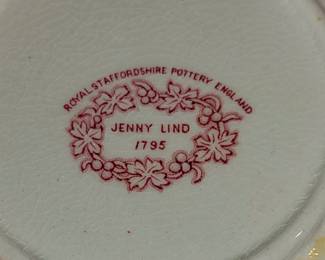 ROYAL STAFFORDSHIRE POTTERY ENGLAND
JENNY LIND
1795